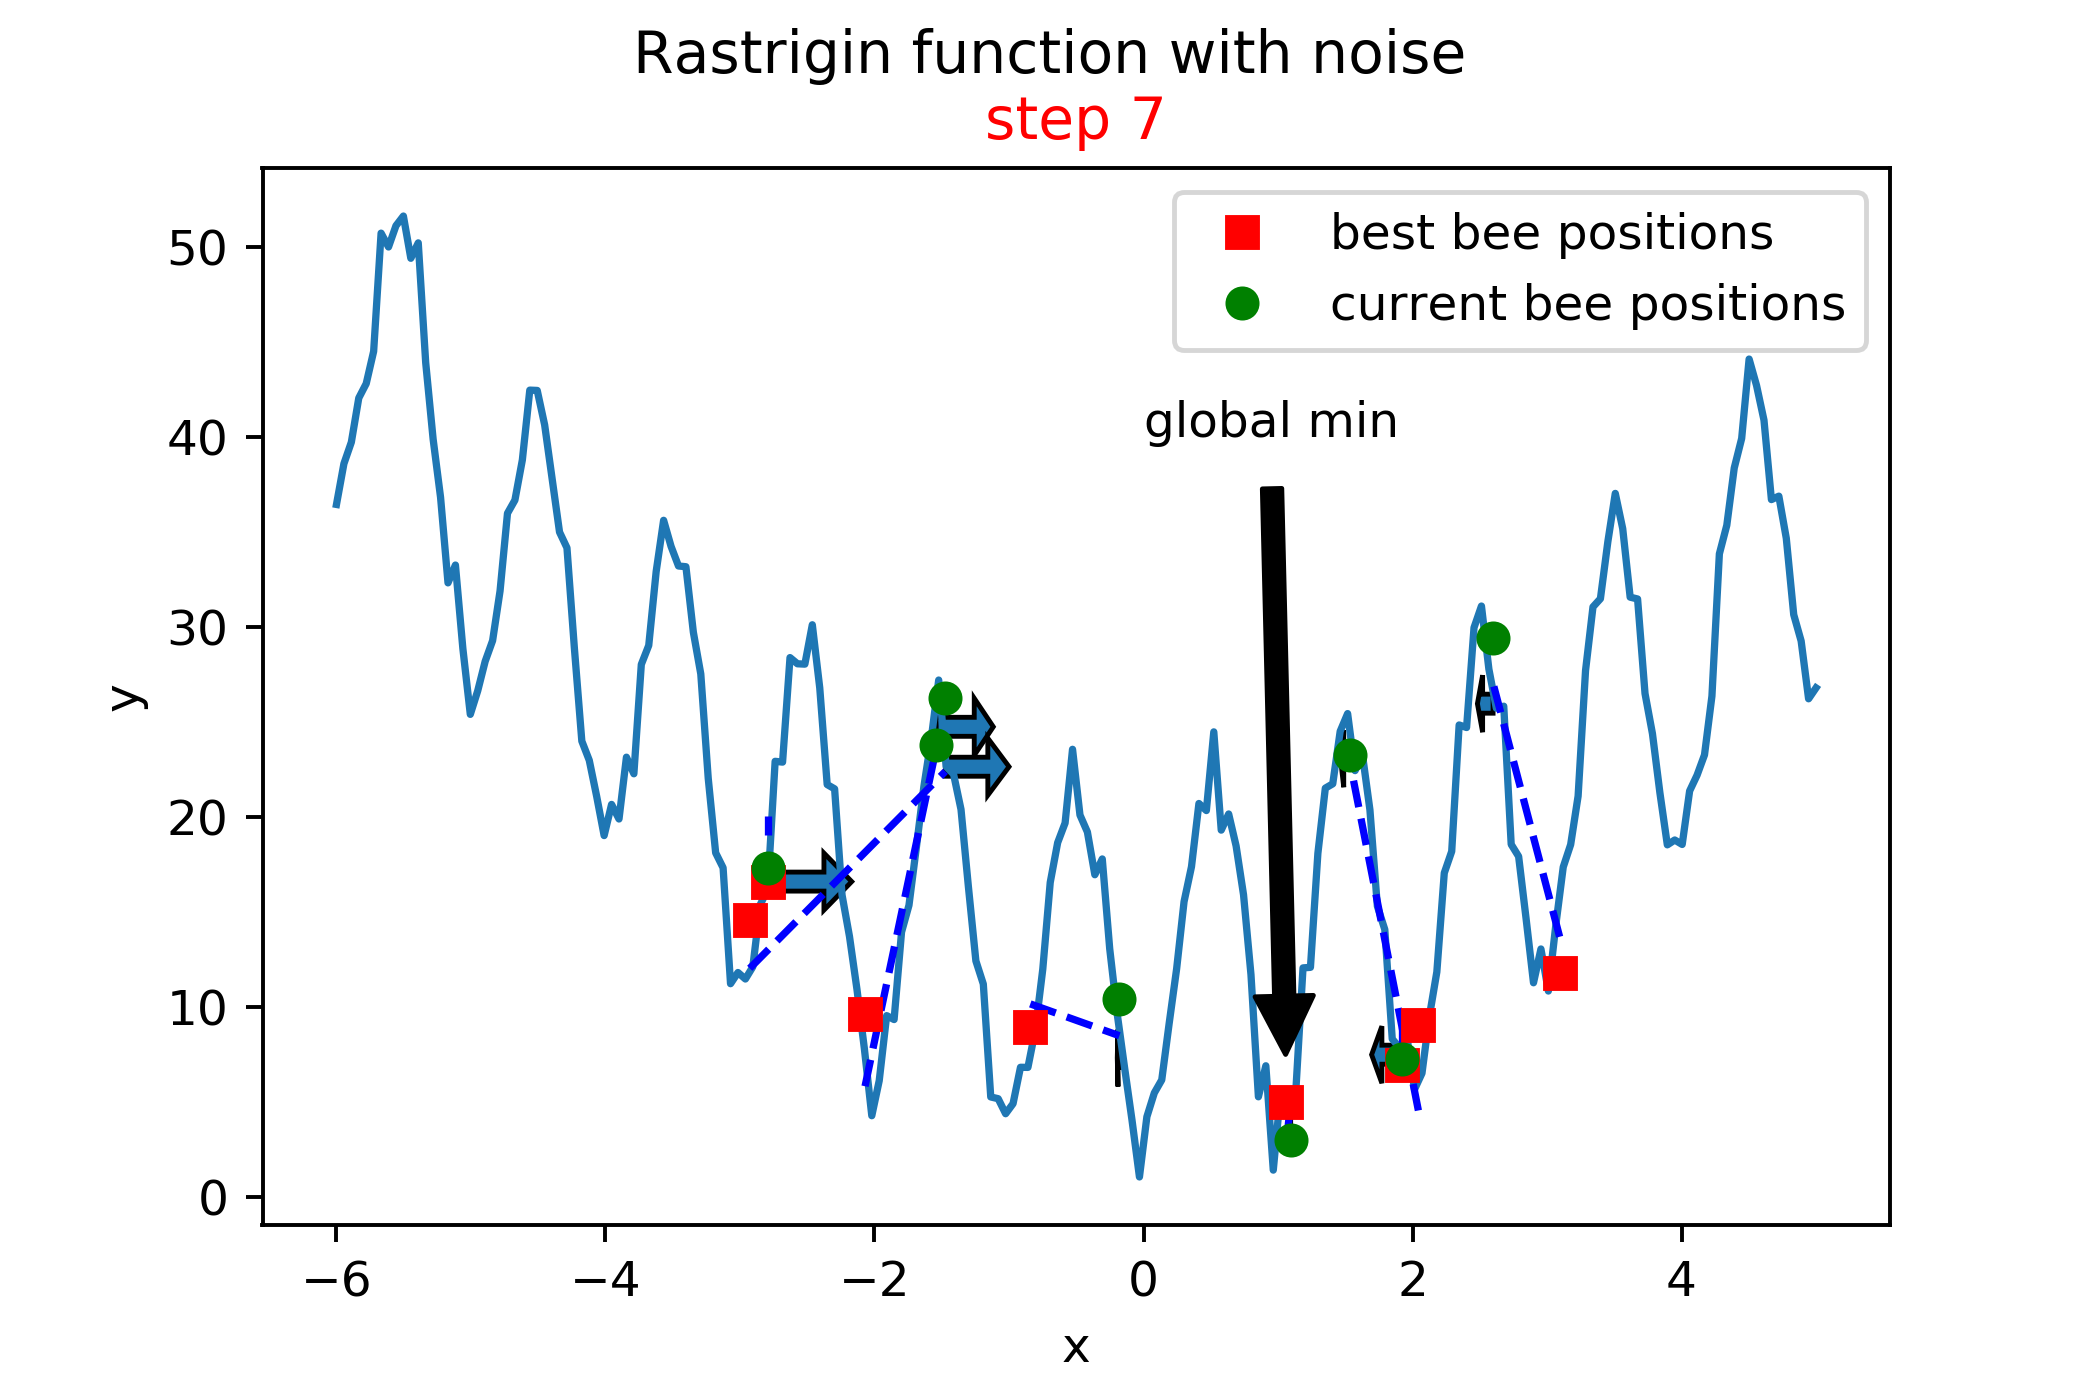 Rastrigin function with noise
step 7
best bee positions
current bee positions
global min
y
50
40
30
20
10
0
−6 −4 −2 0 2 4
x